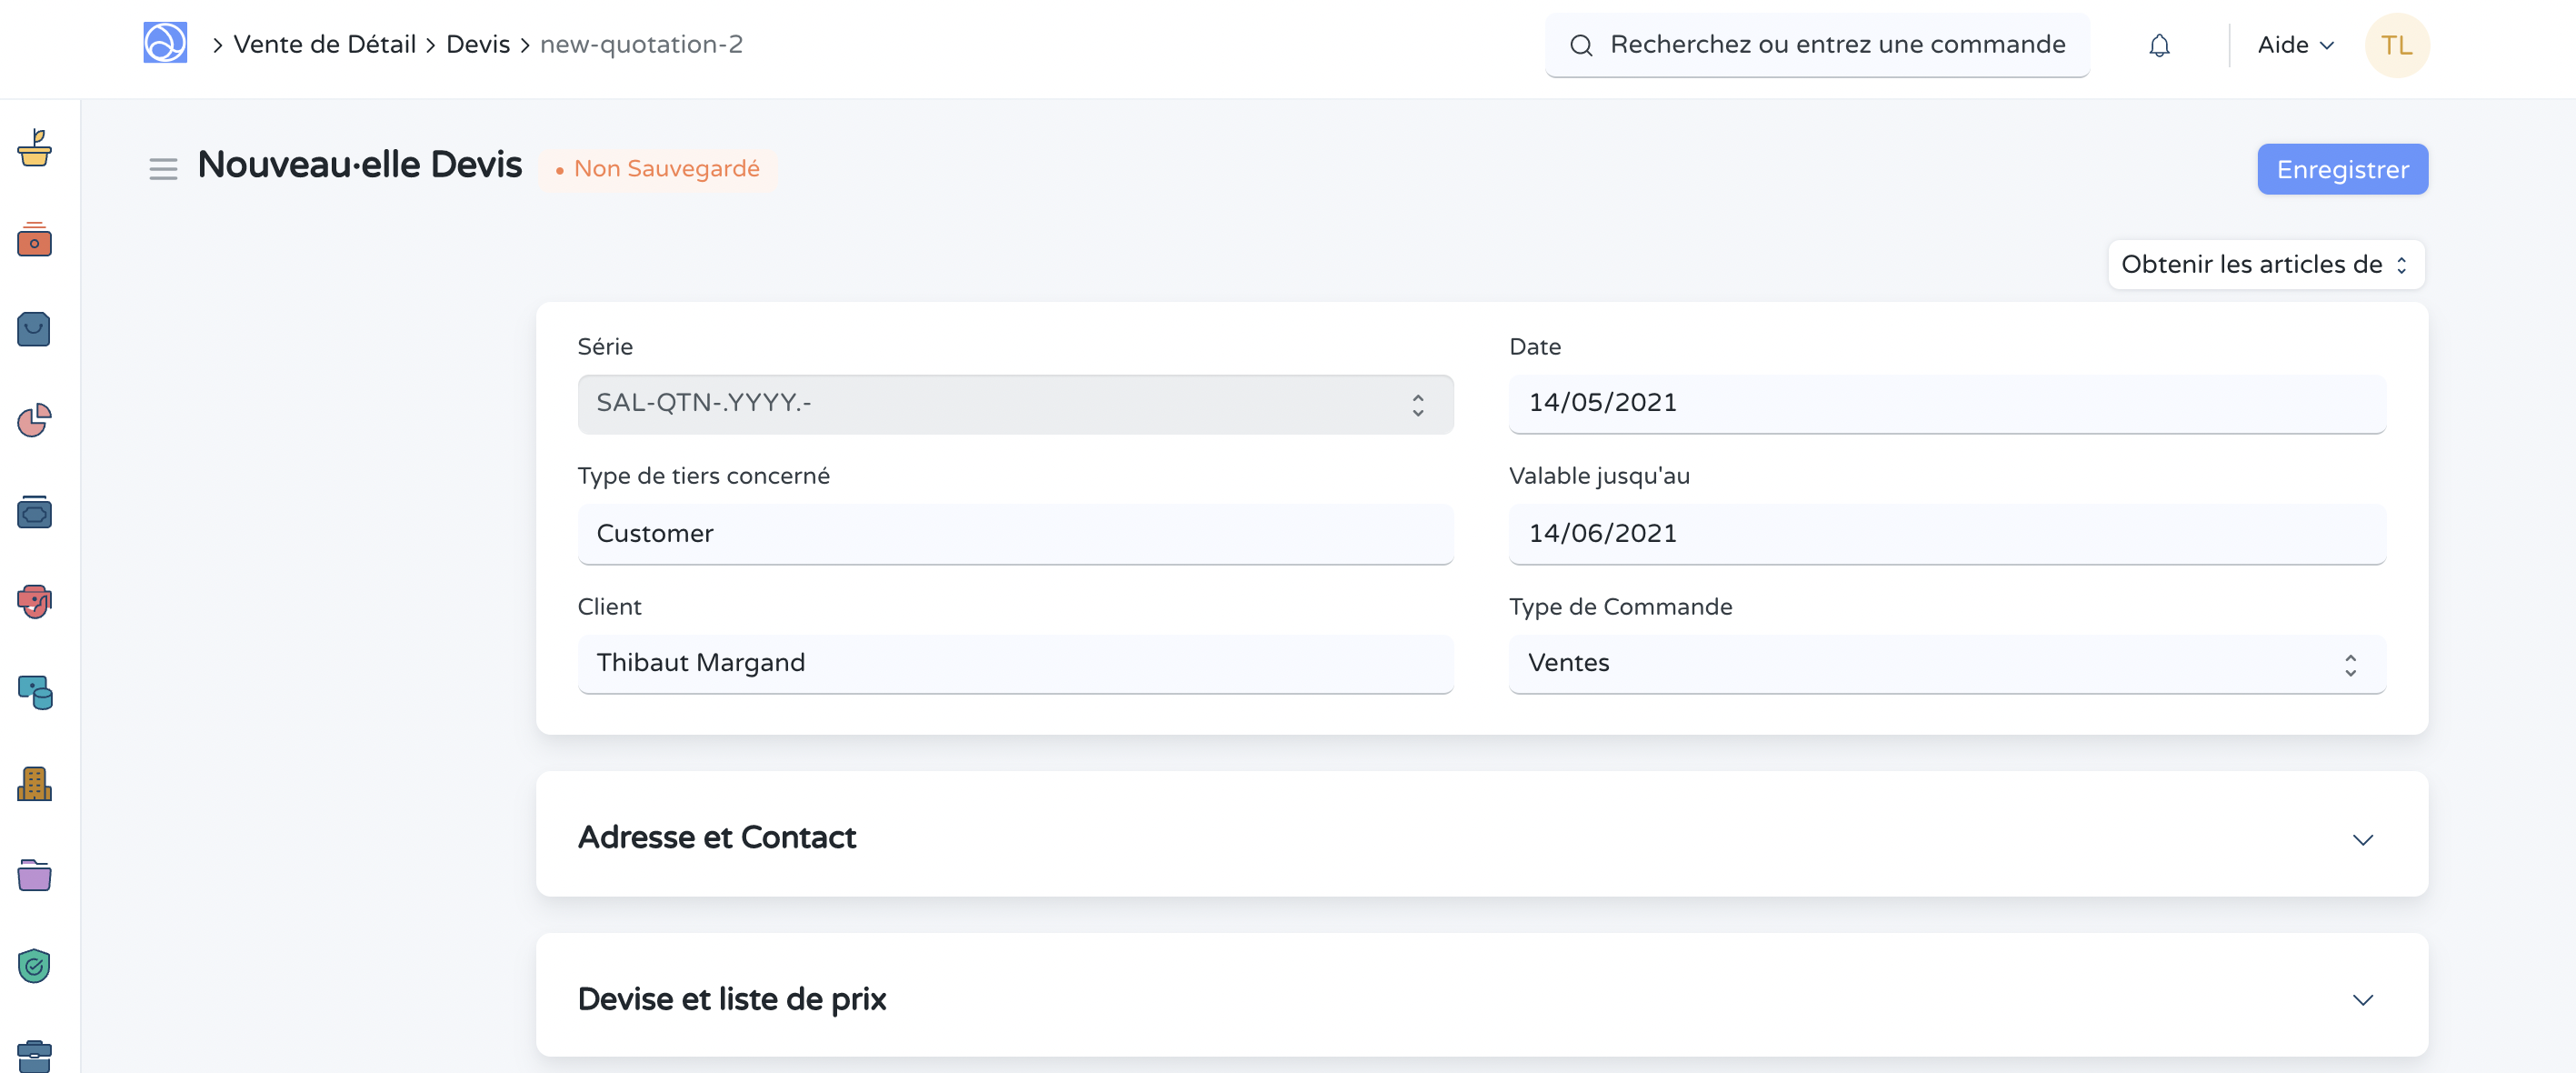 Vente de Détail > Devis > new-quotation-2
Recherchez ou entrez une commande
Aide
TL
Nouveau·elle Devis
• Non Sauvegardé
Enregistrer
Obtenir les articles de
Série
SAL-QTN-.YYYY.-
Date
14/05/2021
Type de tiers concerné
Customer
Valable jusqu'au
14/06/2021
Client
Thibaut Margand
Type de Commande
Ventes
Adresse et Contact
Devise et liste de prix